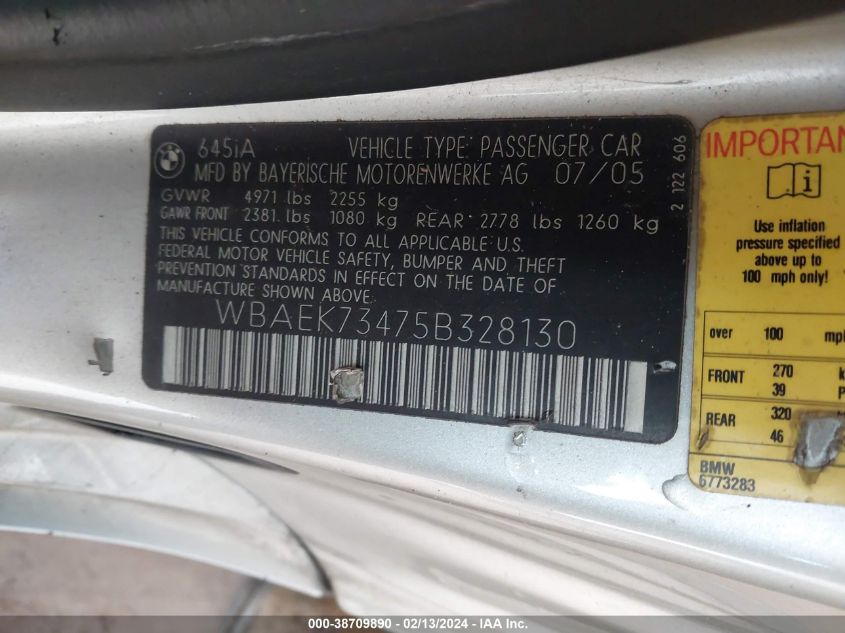 645iA VEHICLE TYPE PASSENGER CAR
MFD BY BAYERISCHE MOTORENWERKE AG 07/05
GVWR 4971 lbs 2255 kg
GAWR FRONT 2381 lbs 1080 kg REAR 2778 lbs 1260 kg
THIS VEHICLE CONFORMS TO ALL APPLICABLE U.S.
FEDERAL MOTOR VEHICLE SAFETY, BUMPER AND THEFT
PREVENTION STANDARDS IN EFFECT ON THE DATE OF
MANUFACTURE SHOWN ABOVE.
WBAEK73475B328130
2 122 606
IMPORTAN
i
Use inflation
pressure specified
above up to
100 mph only!
over 100 mp
FRONT 270 k
39 P
REAR 320
46
BMW
6773283
000-38709890 - 02/13/2024 - IAA Inc.